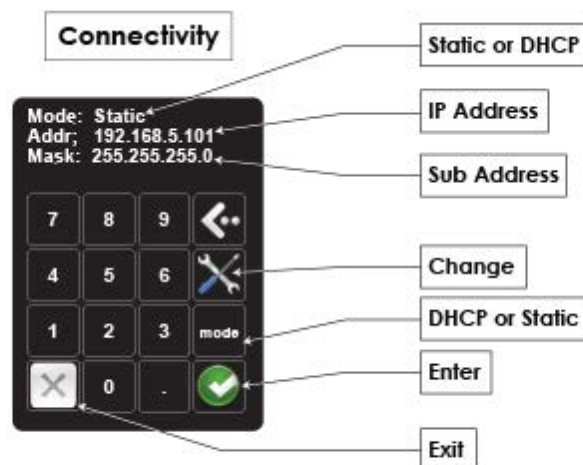 Connectivity
Static or DHCP
Mode: Static
Addr; 192.168.5.101
Mask: 255.255.255.0
IP Address
Sub Address
7 8 9
4 5 6
Change
1 2 3 mode
DHCP or Static
0 .
Enter
Exit